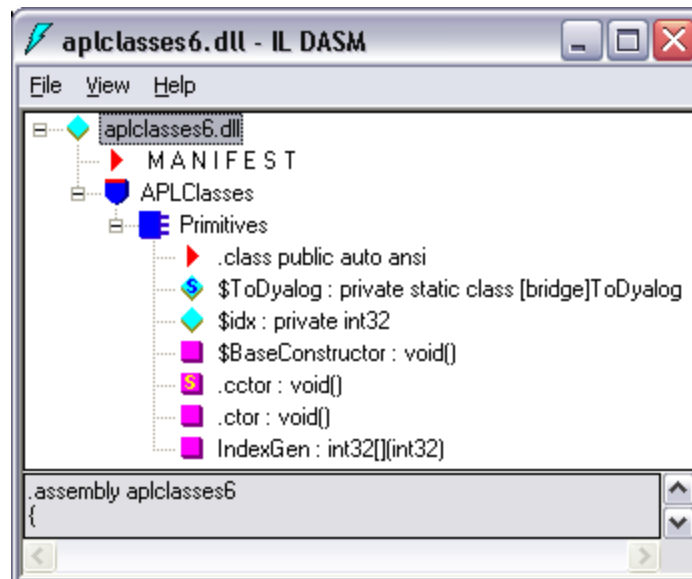 aplclasses6.dll - IL DASM
File View Help
aplclasses6.dll
M A N I F E S T
APLClasses
Primitives
.class public auto ansi
S $ToDyalog : private static class [bridge]ToDyalog
$idx : private int32
$BaseConstructor : void()
S .cctor : void()
.ctor : void()
IndexGen : int32[](int32)
.assembly aplclasses6
{